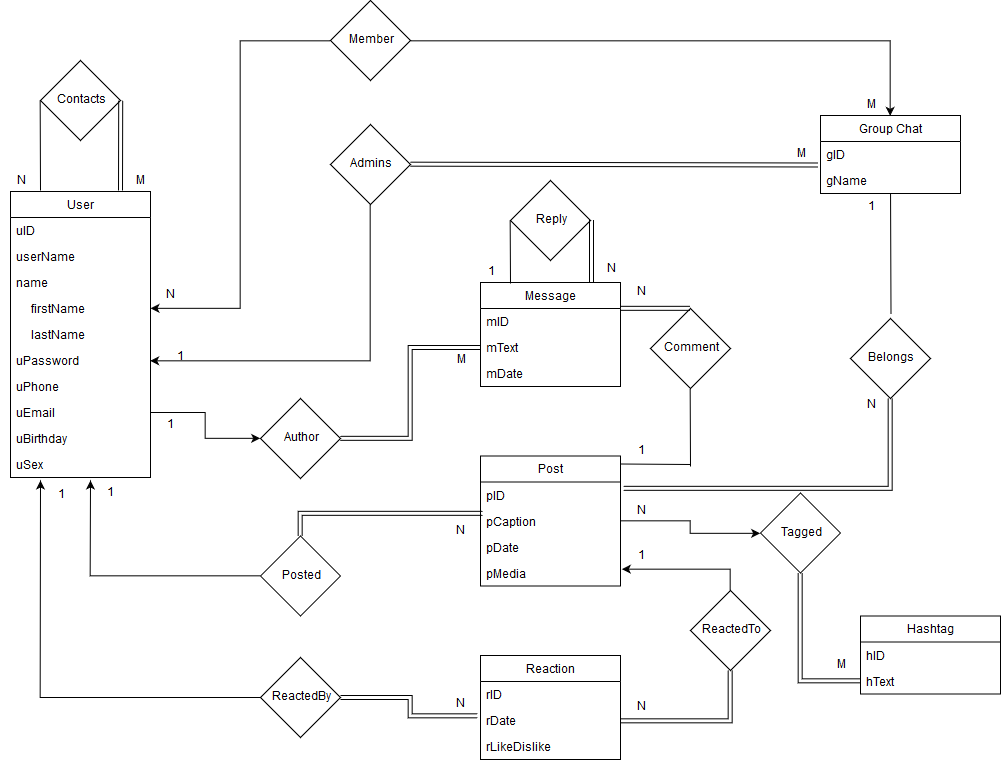 Member
Contacts
M
Group Chat
Admins
M
gID
gName
N
M
User
1
uID
userName
name
firstName
lastName
uPassword
uPhone
uEmail
uBirthday
uSex
Reply
1
N
Message
mID
mText
mDate
N
Comment
N
1
M
Belongs
N
1
Author
1
Post
pID
pCaption
pDate
pMedia
1
1
N
Posted
N
Tagged
1
ReactedTo
Hashtag
hID
hText
M
Reaction
rID
rDate
rLikeDislike
ReactedBy
N
N